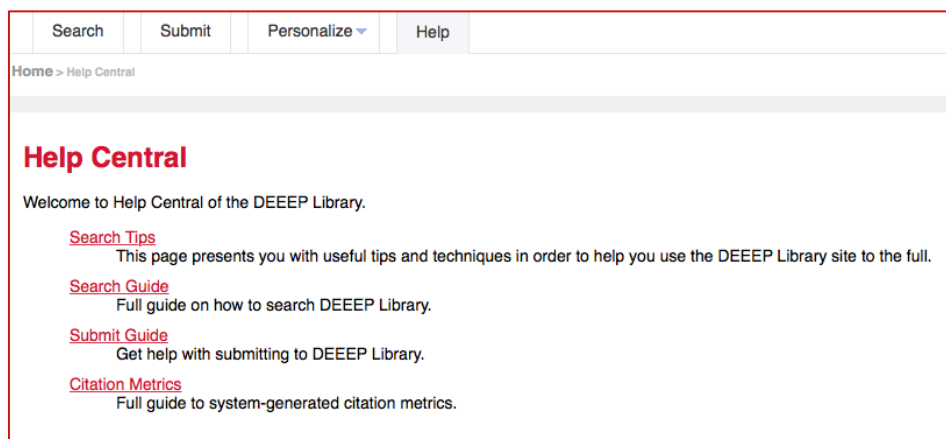 Search Submit Personalize Help
Home > Help Central
Help Central
Welcome to Help Central of the DEEEP Library.
Search Tips
This page presents you with useful tips and techniques in order to help you use the DEEEP Library site to the full.
Search Guide
Full guide on how to search DEEEP Library.
Submit Guide
Get help with submitting to DEEEP Library.
Citation Metrics
Full guide to system-generated citation metrics.